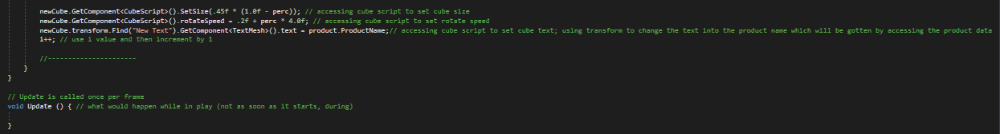 newCube.GetComponent<CubeScript>().SetSize(.45f * (1.0f - perc)); // accessing cube script to set cube size
newCube.GetComponent<CubeScript>().rotateSpeed = .2f + perc * 4.0f; // accessing cube script to set rotate speed
newCube.transform.Find("New Text").GetComponent<TextMesh>().text = product.ProductName;// accessing cube script to set cube text; using transform to change the text into the product name which will be gotten by accessing the product data
i++; // use i value and then increment by 1
//----------------------
}
}
// Update is called once per frame
void Update () { // what would happen while in play (not as soon as it starts, during)
}